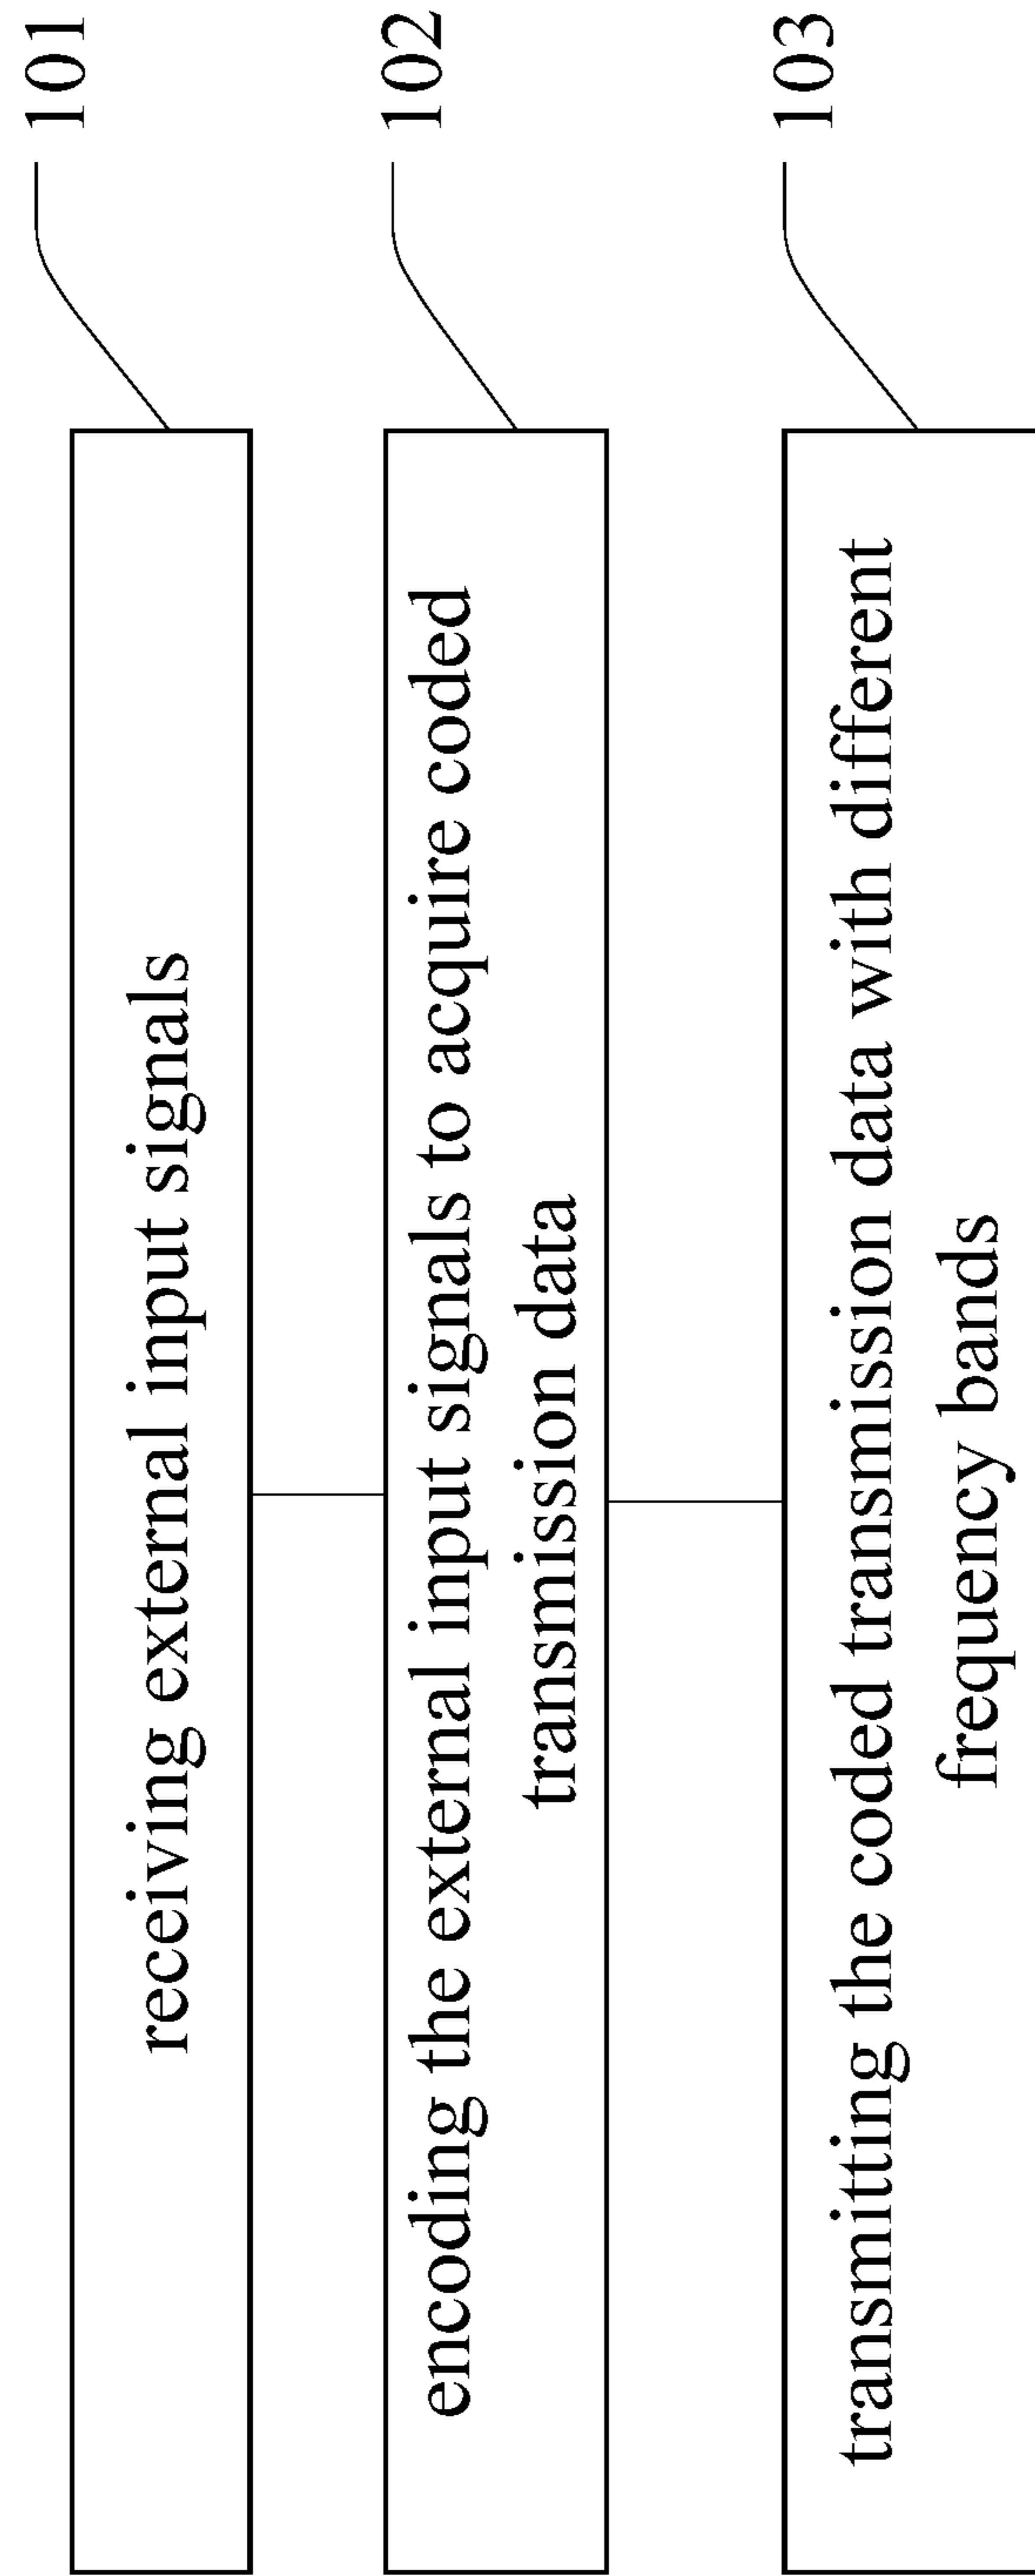 receiving external input signals
101
encoding the external input signals to acquire coded
transmission data
102
transmitting the coded transmission data with different
frequency bands
103